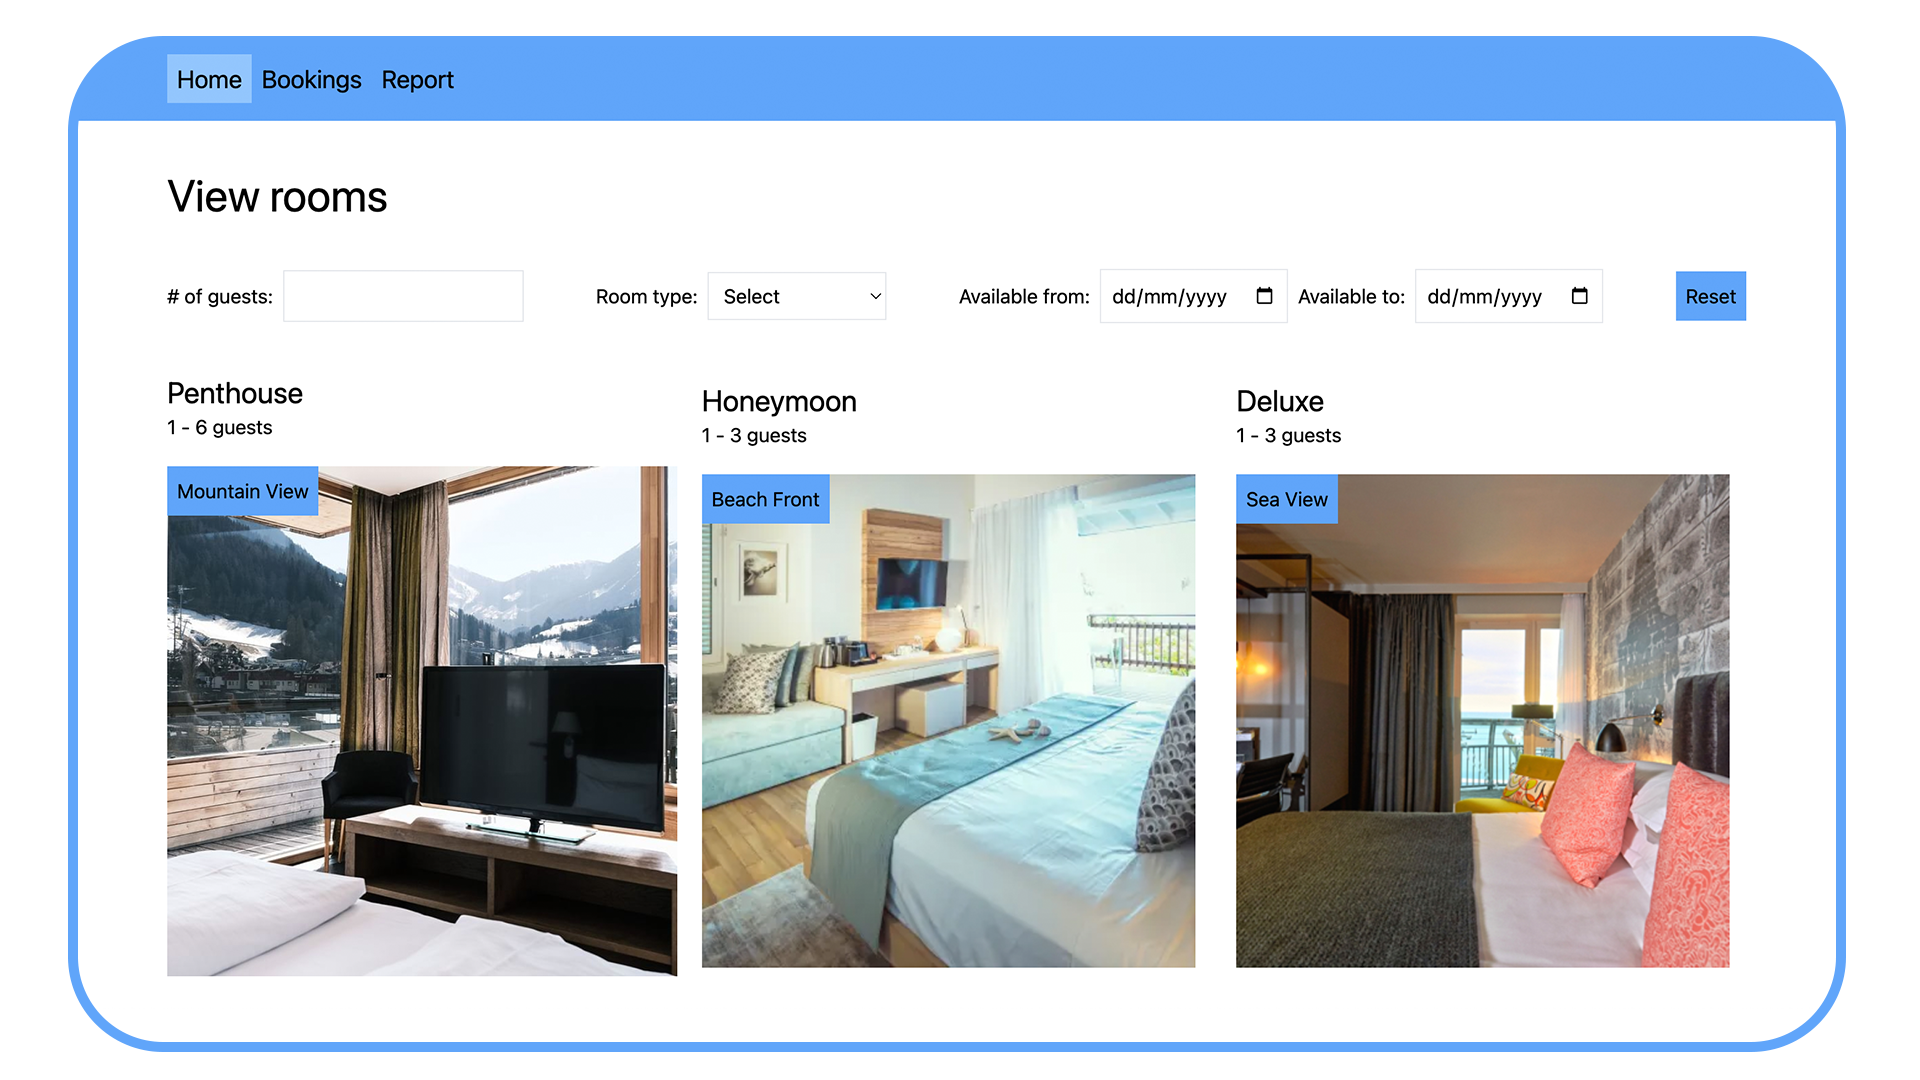 Home Bookings Report
View rooms
# of guests: Room type: Select Available from: dd/mm/yyyy Available to: dd/mm/yyyy Reset
Penthouse
1 - 6 guests
Mountain View
Honeymoon
1 - 3 guests
Beach Front
Deluxe
1 - 3 guests
Sea View